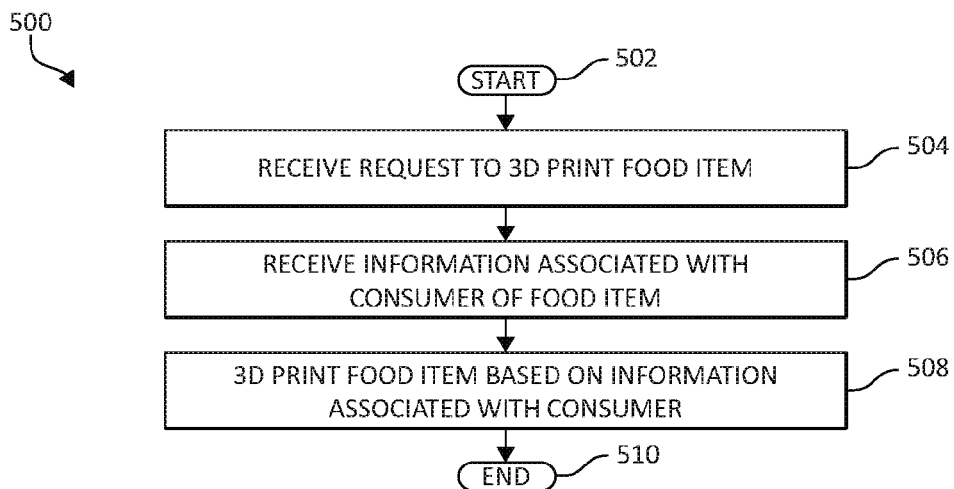 500
START
502
RECEIVE REQUEST TO 3D PRINT FOOD ITEM
504
RECEIVE INFORMATION ASSOCIATED WITH
CONSUMER OF FOOD ITEM
506
3D PRINT FOOD ITEM BASED ON INFORMATION
ASSOCIATED WITH CONSUMER
508
END
510